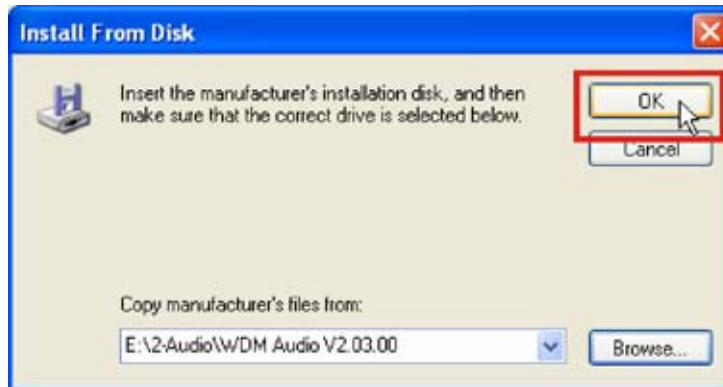 Install From Disk
Insert the manufacturer's installation disk, and then
make sure that the correct drive is selected below.
OK
Cancel
Copy manufacturer's files from:
E:\2-Audio\WDM Audio V2.03.00
Browse...